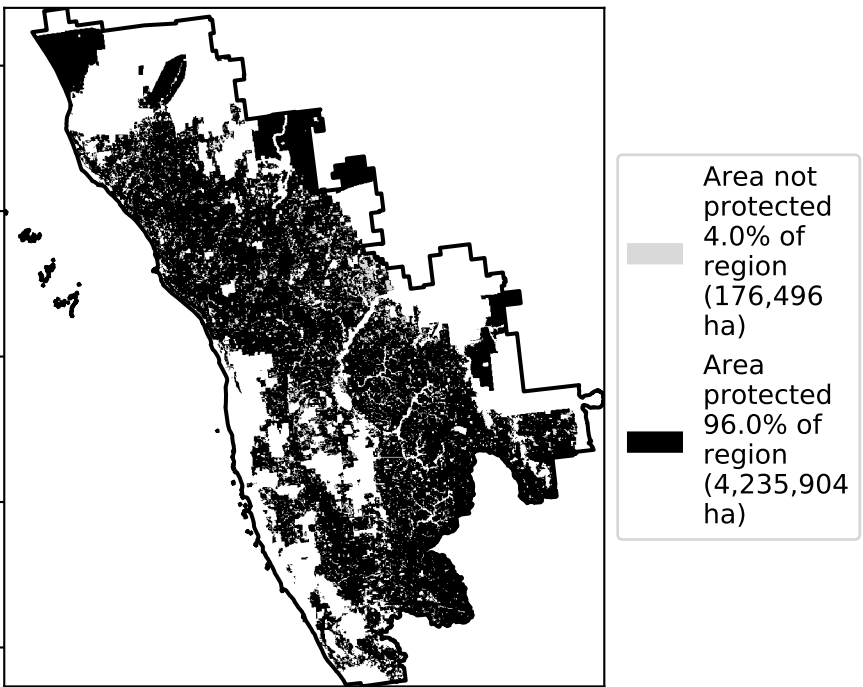 Area not
protected
4.0% of
region
(176,496
ha)
Area
protected
96.0% of
region
(4,235,904
ha)